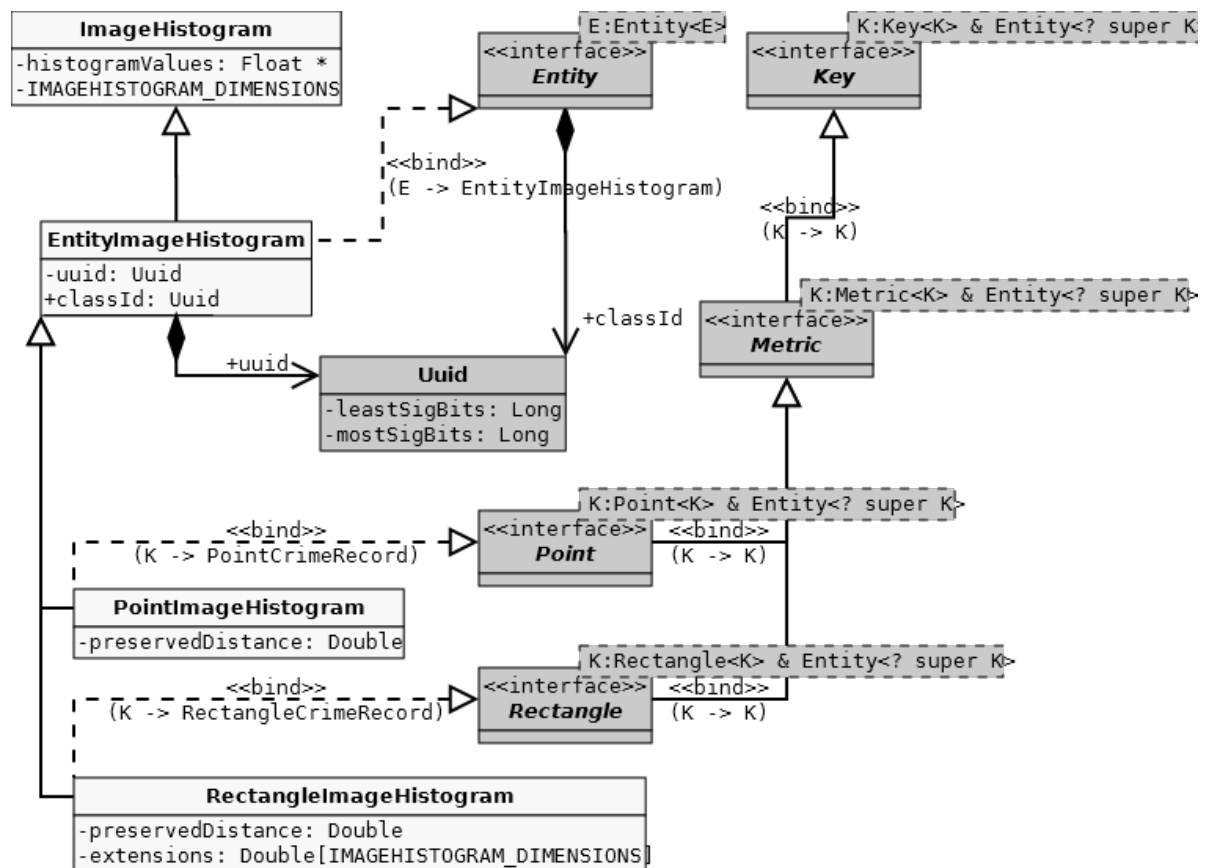 ImageHistogram
-histogramValues: Float *
-IMAGEHISTOGRAM_DIMENSIONS
E:Entity<E>
<<interface>>
Entity
K:Key<K> & Entity<? super K
<<interface>>
Key
<<bind>>
(E -> EntityImageHistogram)
<<bind>>
(K -> K)
EntityImageHistogram
-uuid: Uuid
+classId: Uuid
K:Metric<K> & Entity<? super K>
<<interface>>
Metric
+classId
+uuid
Uuid
-leastSigBits: Long
-mostSigBits: Long
K:Point<K> & Entity<? super K>
<<bind>>
(K -> PointCrimeRecord)
<<interface>>
Point
<<bind>>
(K -> K)
PointImageHistogram
-preservedDistance: Double
K:Rectangle<K> & Entity<? super K>
<<bind>>
(K -> RectangleCrimeRecord)
<<interface>>
Rectangle
<<bind>>
(K -> K)
RectangleImageHistogram
-preservedDistance: Double
-extensions: Double[IMAGEHISTOGRAM_DIMENSIONS]